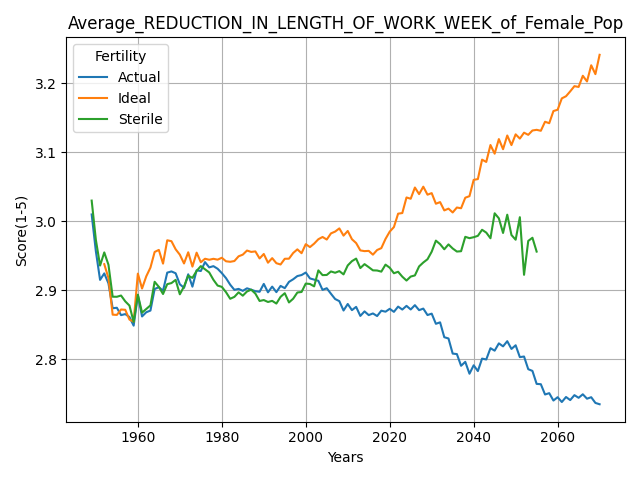 Average_REDUCTION_IN_LENGTH_OF_WORK_WEEK_of_Female_Pop
Fertility
Actual
Ideal
Sterile
Score(1-5)
3.2
3.1
3.0
2.9
2.8
1960 1980 2000 2020 2040 2060
Years